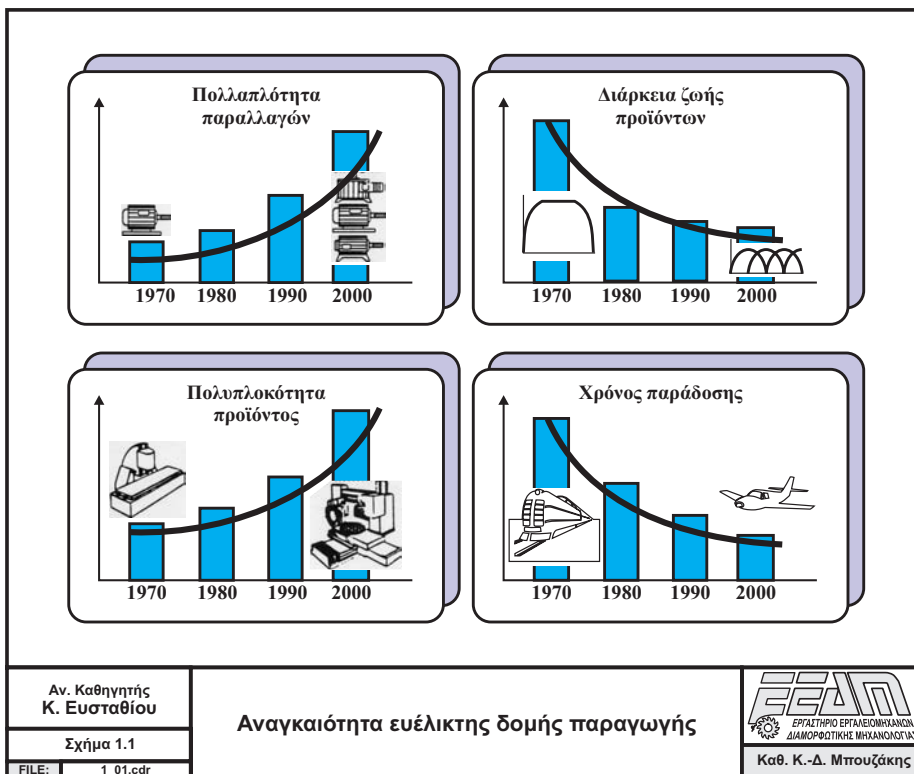 Πολλαπλότητα
παραλλαγών
1970 1980 1990 2000
Διάρκεια ζωής
προϊόντων
1970 1980 1990 2000
Πολυπλοκότητα
προϊόντος
1970 1980 1990 2000
Χρόνος παράδοσης
1970 1980 1990 2000
Αν. Καθηγητής
Κ. Ευσταθίου
Σχήμα 1.1
FILE: 1_01.cdr
Αναγκαιότητα ευέλικτης δομής παραγωγής
ΕΕΔΜ
ΕΡΓΑΣΤΗΡΙΟ ΕΡΓΑΛΕΙΟΜΗΧΑΝΩΝ
ΔΙΑΜΟΡΦΩΤΙΚΗΣ ΜΗΧΑΝΟΛΟΓΙΑΣ
Καθ. Κ.-Δ. Μπουζάκης